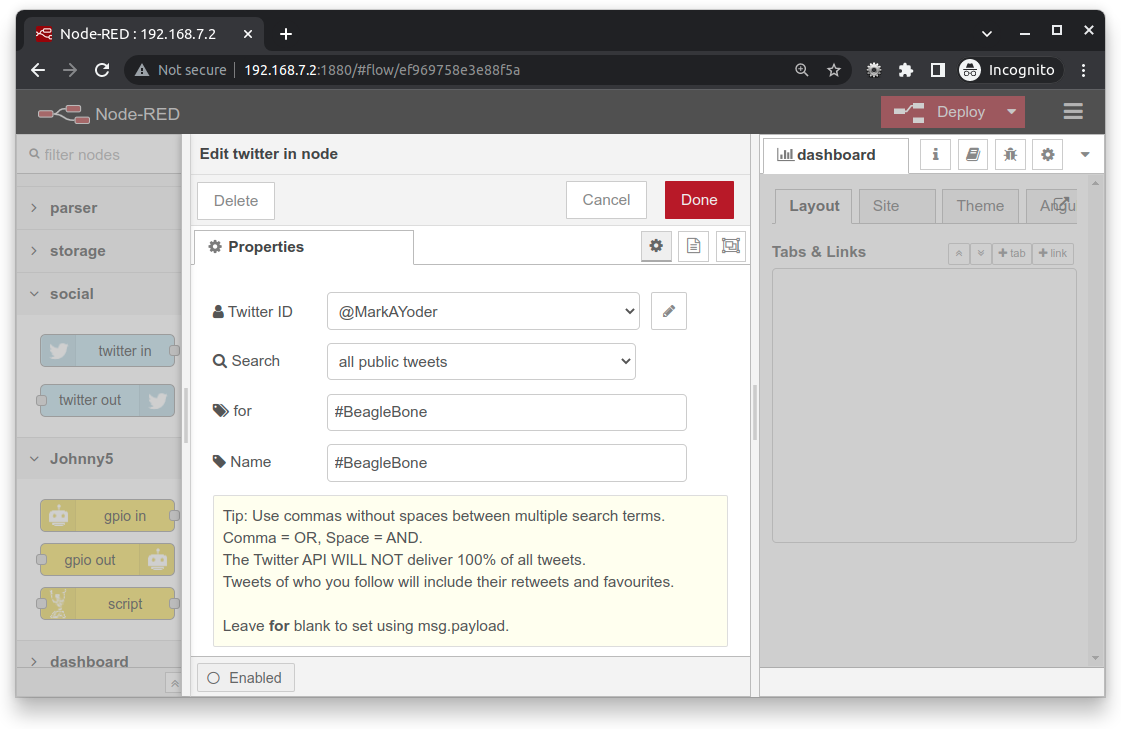 Node-RED : 192.168.7.2
Not secure 192.168.7.2:1880/#flow/ef969758e3e88f5a Incognito
Node-RED Deploy
filter nodes
parser
storage
social
twitter in
twitter out
Johnny5
gpio in
gpio out
script
dashboard
Edit twitter in node
Delete Cancel Done
Properties
Twitter ID @MarkAYoder
Search all public tweets
for #BeagleBone
Name #BeagleBone
Tip: Use commas without spaces between multiple search terms.
Comma = OR, Space = AND.
The Twitter API WILL NOT deliver 100% of all tweets.
Tweets of who you follow will include their retweets and favourites.
Leave for blank to set using msg.payload.
Enabled
dashboard
Layout Site Theme Angu
Tabs & Links tab link